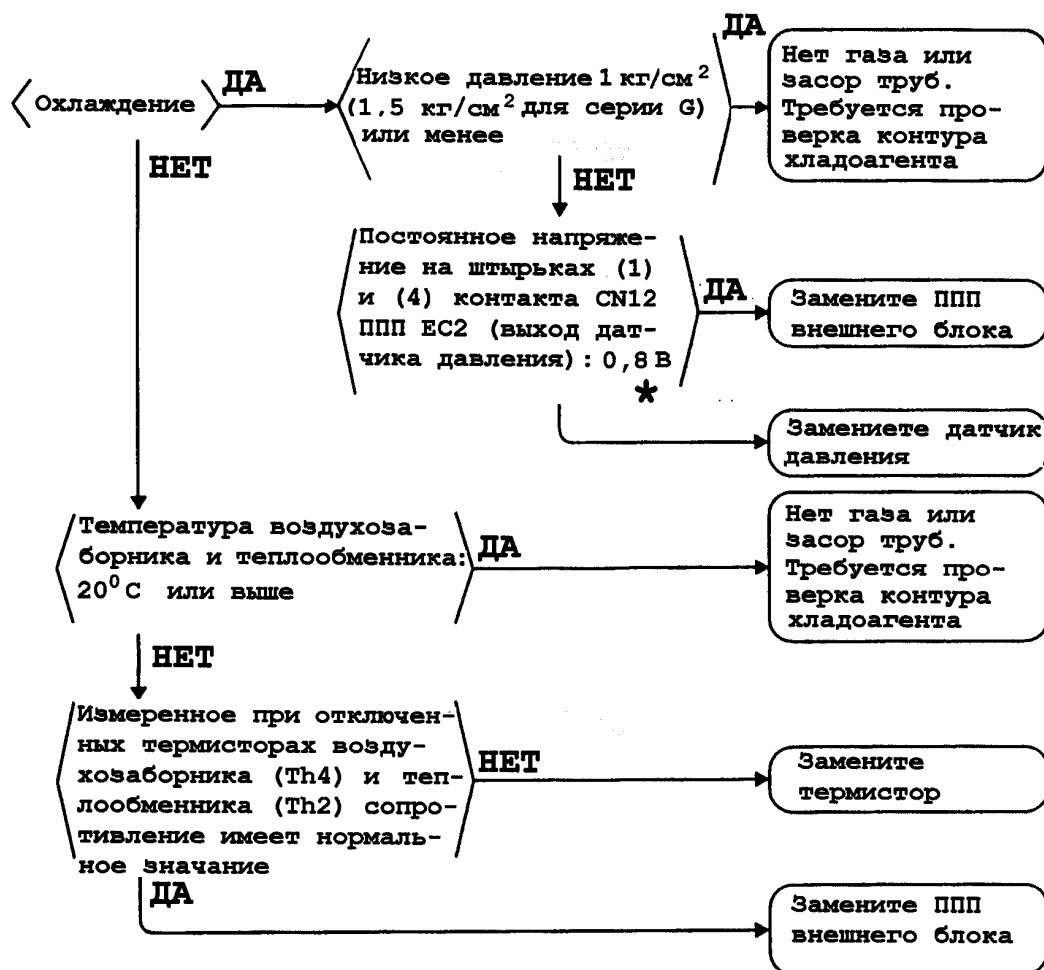 Охлаждение
ДА
Низкое давление 1 кг/см²
(1,5 кг/см² для серии G)
или менее
ДА
Нет газа или
засор труб.
Требуется про-
верка контура
хладоагента
НЕТ
НЕТ
Постоянное напряже-
ние на штырьках (1)
и (4) контакта CN12
ППП EC2 (выход дат-
чика давления): 0,8 В
*
ДА
Замените ППП
внешнего блока
Замениете датчик
давления
Температура воздухоза-
борника и теплообменника:
20⁰ С или выше
ДА
Нет газа или
засор труб.
Требуется про-
верка контура
хладоагента
НЕТ
Измеренное при отключен-
ных термисторах возду-
хозаборника (Th4) и теп-
лообменника (Th2) сопро-
тивление имеет нормаль-
ное значание
НЕТ
Замените
термистор
ДА
Замените ППП
внешнего блока